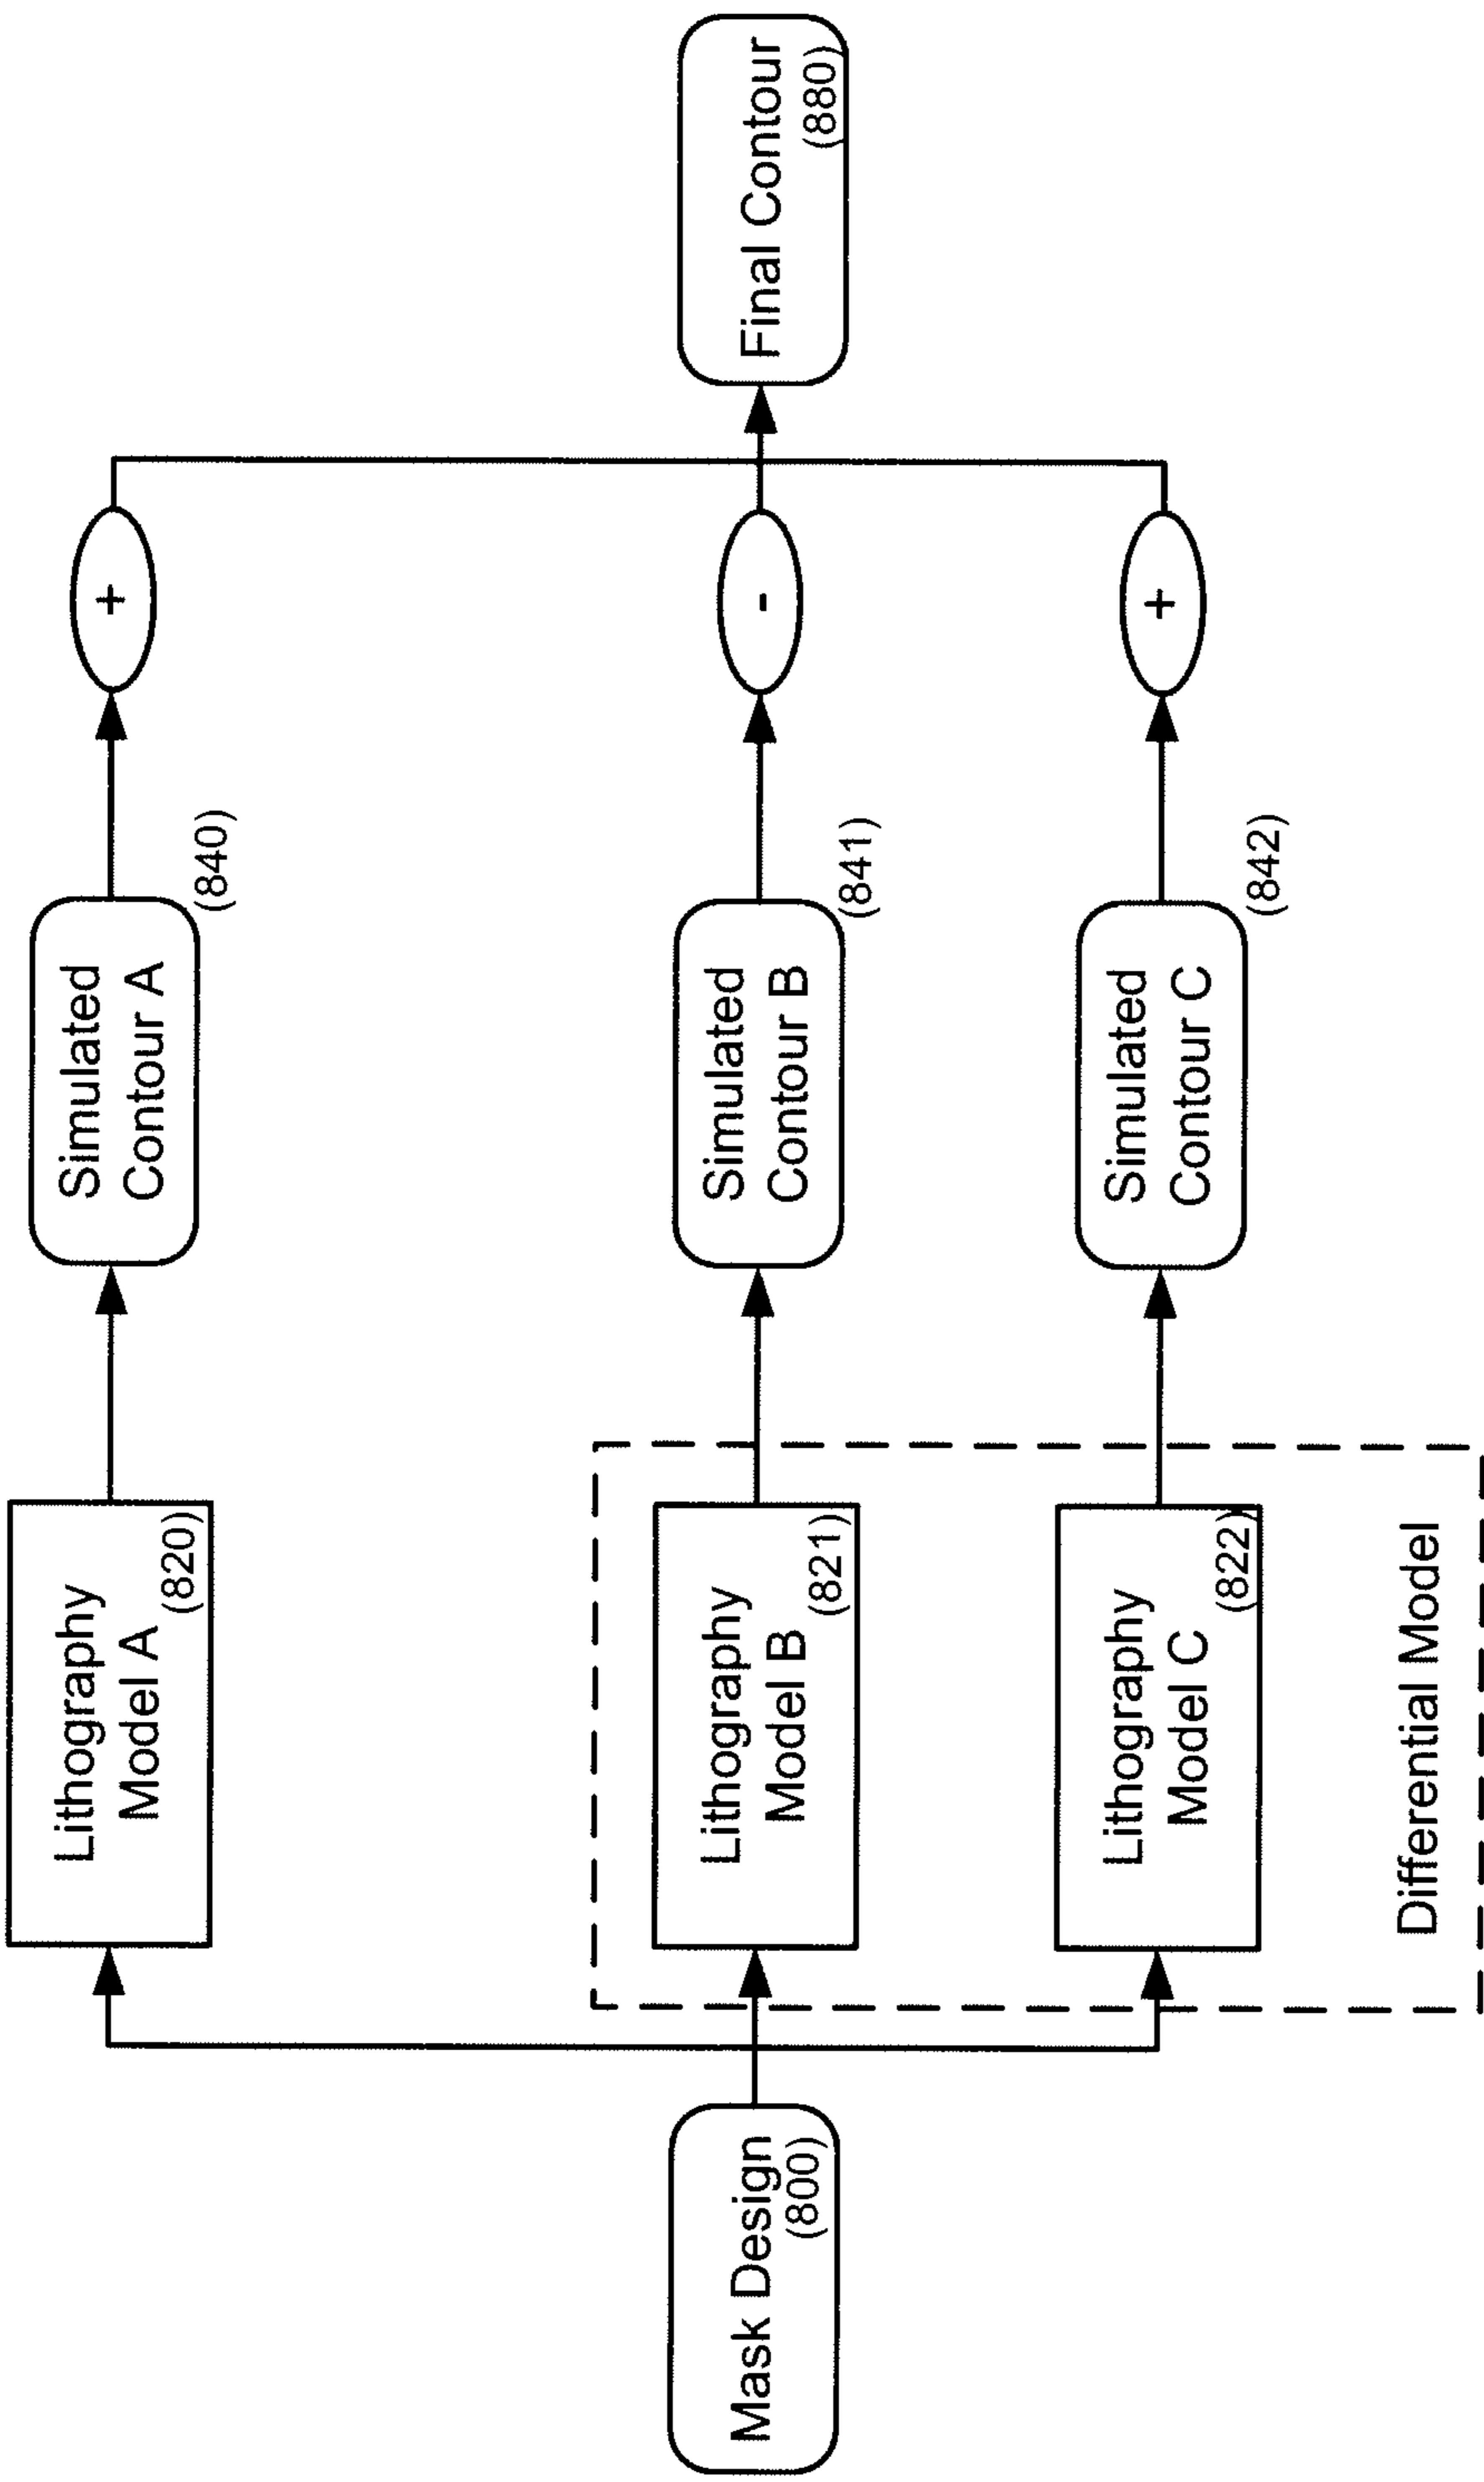 Mask Design
(800)
Lithography
Model A
(820)
Lithography
Model B
(821)
Lithography
Model C
(822)
Differential Model
Simulated
Contour A
(840)
Simulated
Contour B
(841)
Simulated
Contour C
(842)
+
-
+
Final Contour
(880)